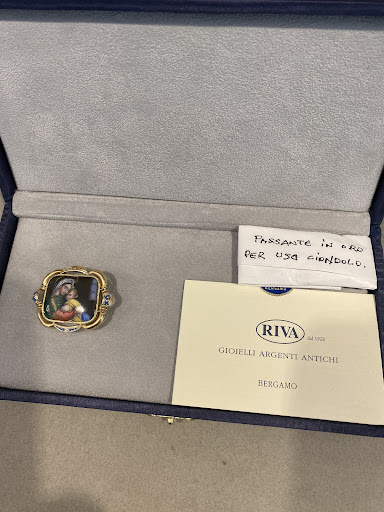 PASSANTE IN ORO
PER USO CIONDOLO.
RIVA dal 1928
GIOIELLI ARGENTI ANTICHI
BERGAMO